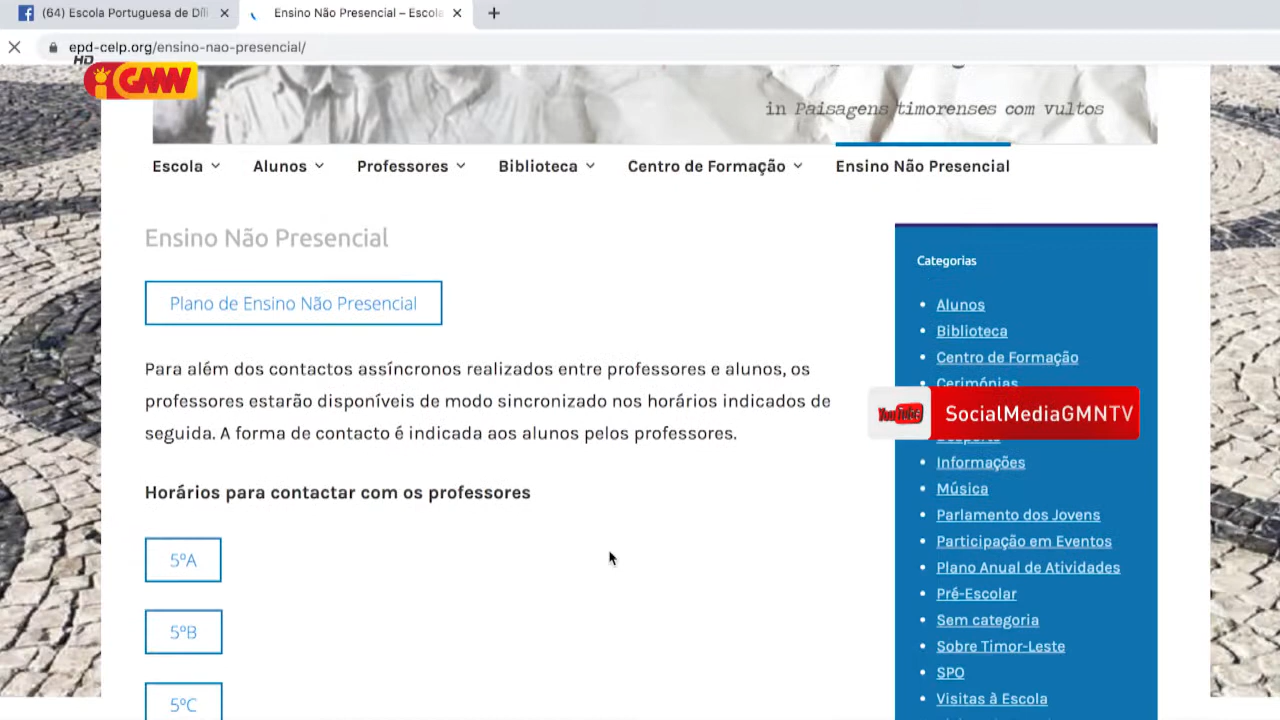 (64) Escola Portuguesa de Díli
Ensino Não Presencial – Escola
epd-celp.org/ensino-nao-presencial/
HD
GMN
in Paisagens timorenses com vultos
Escola
Alunos
Professores
Biblioteca
Centro de Formação
Ensino Não Presencial
Ensino Não Presencial
Plano de Ensino Não Presencial
Para além dos contactos assíncronos realizados entre professores e alunos, os
professores estarão disponíveis de modo sincronizado nos horários indicados de
seguida. A forma de contacto é indicada aos alunos pelos professores.
Horários para contactar com os professores
5ºA
5ºB
5ºC
Categorias
Alunos
Biblioteca
Centro de Formação
Cerimónias
YouTube
SocialMediaGMNTV
Desporto
Informações
Música
Parlamento dos Jovens
Participação em Eventos
Plano Anual de Atividades
Pré-Escolar
Sem categoria
Sobre Timor-Leste
SPO
Visitas à Escola